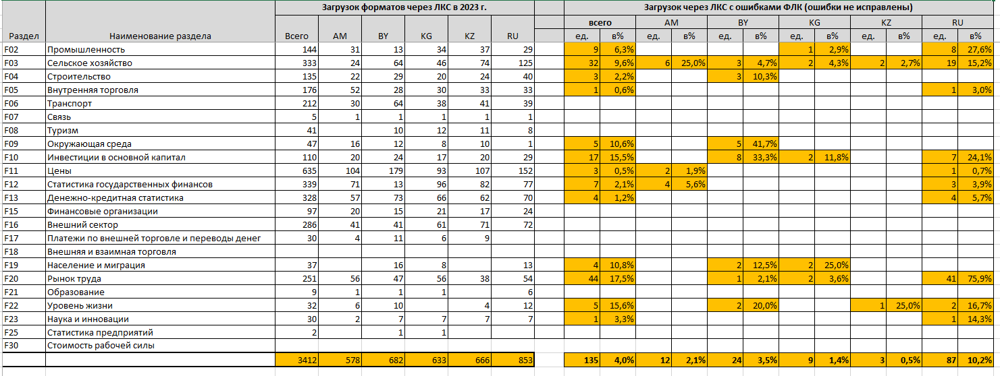 Загрузок форматов через ЛКС в 2023 г. Загрузок через ЛКС с ошибками ФЛК (ошибки не исправлены)
всего AM BY KG KZ RU
Раздел Наименование раздела Всего AM BY KG KZ RU ед. в% ед. в% ед. в% ед. в% ед. в% ед. в%
F02 Промышленность 144 31 13 34 37 29 9 6,3% 1 2,9% 8 27,6%
F03 Сельское хозяйство 333 24 64 46 74 125 32 9,6% 6 25,0% 3 4,7% 2 4,3% 2 2,7% 19 15,2%
F04 Строительство 135 22 29 20 24 40 3 2,2% 3 10,3%
F05 Внутренняя торговля 176 52 28 30 33 33 1 0,6% 1 3,0%
F06 Транспорт 212 30 64 38 41 39
F07 Связь 5 1 1 1 1 1
F08 Туризм 41 10 12 11 8
F09 Окружающая среда 47 16 12 8 10 1 5 10,6% 5 41,7%
F10 Инвестиции в основной капитал 110 20 24 17 20 29 17 15,5% 8 33,3% 2 11,8% 7 24,1%
F11 Цены 635 104 179 93 107 152 3 0,5% 2 1,9% 1 0,7%
F12 Статистика государственных финансов 339 71 13 96 82 77 7 2,1% 4 5,6% 3 3,9%
F13 Денежно-кредитная статистика 328 57 73 66 62 70 4 1,2% 4 5,7%
F15 Финансовые организации 97 20 15 21 17 24
F16 Внешний сектор 286 41 41 61 71 72
F17 Платежи по внешней торговле и переводы денег 30 4 11 6 9
F18 Внешняя и взаимная торговля
F19 Население и миграция 37 16 8 13 4 10,8% 2 12,5% 2 25,0%
F20 Рынок труда 251 56 47 56 38 54 44 17,5% 1 2,1% 2 3,6% 41 75,9%
F21 Образование 9 1 1 1 6
F22 Уровень жизни 32 6 10 4 12 5 15,6% 2 20,0% 1 25,0% 2 16,7%
F23 Наука и инновации 30 2 7 7 7 7 1 3,3% 1 14,3%
F25 Статистика предприятий 2 1 1
F30 Стоимость рабочей силы
3412 578 682 633 666 853 135 4,0% 12 2,1% 24 3,5% 9 1,4% 3 0,5% 87 10,2%